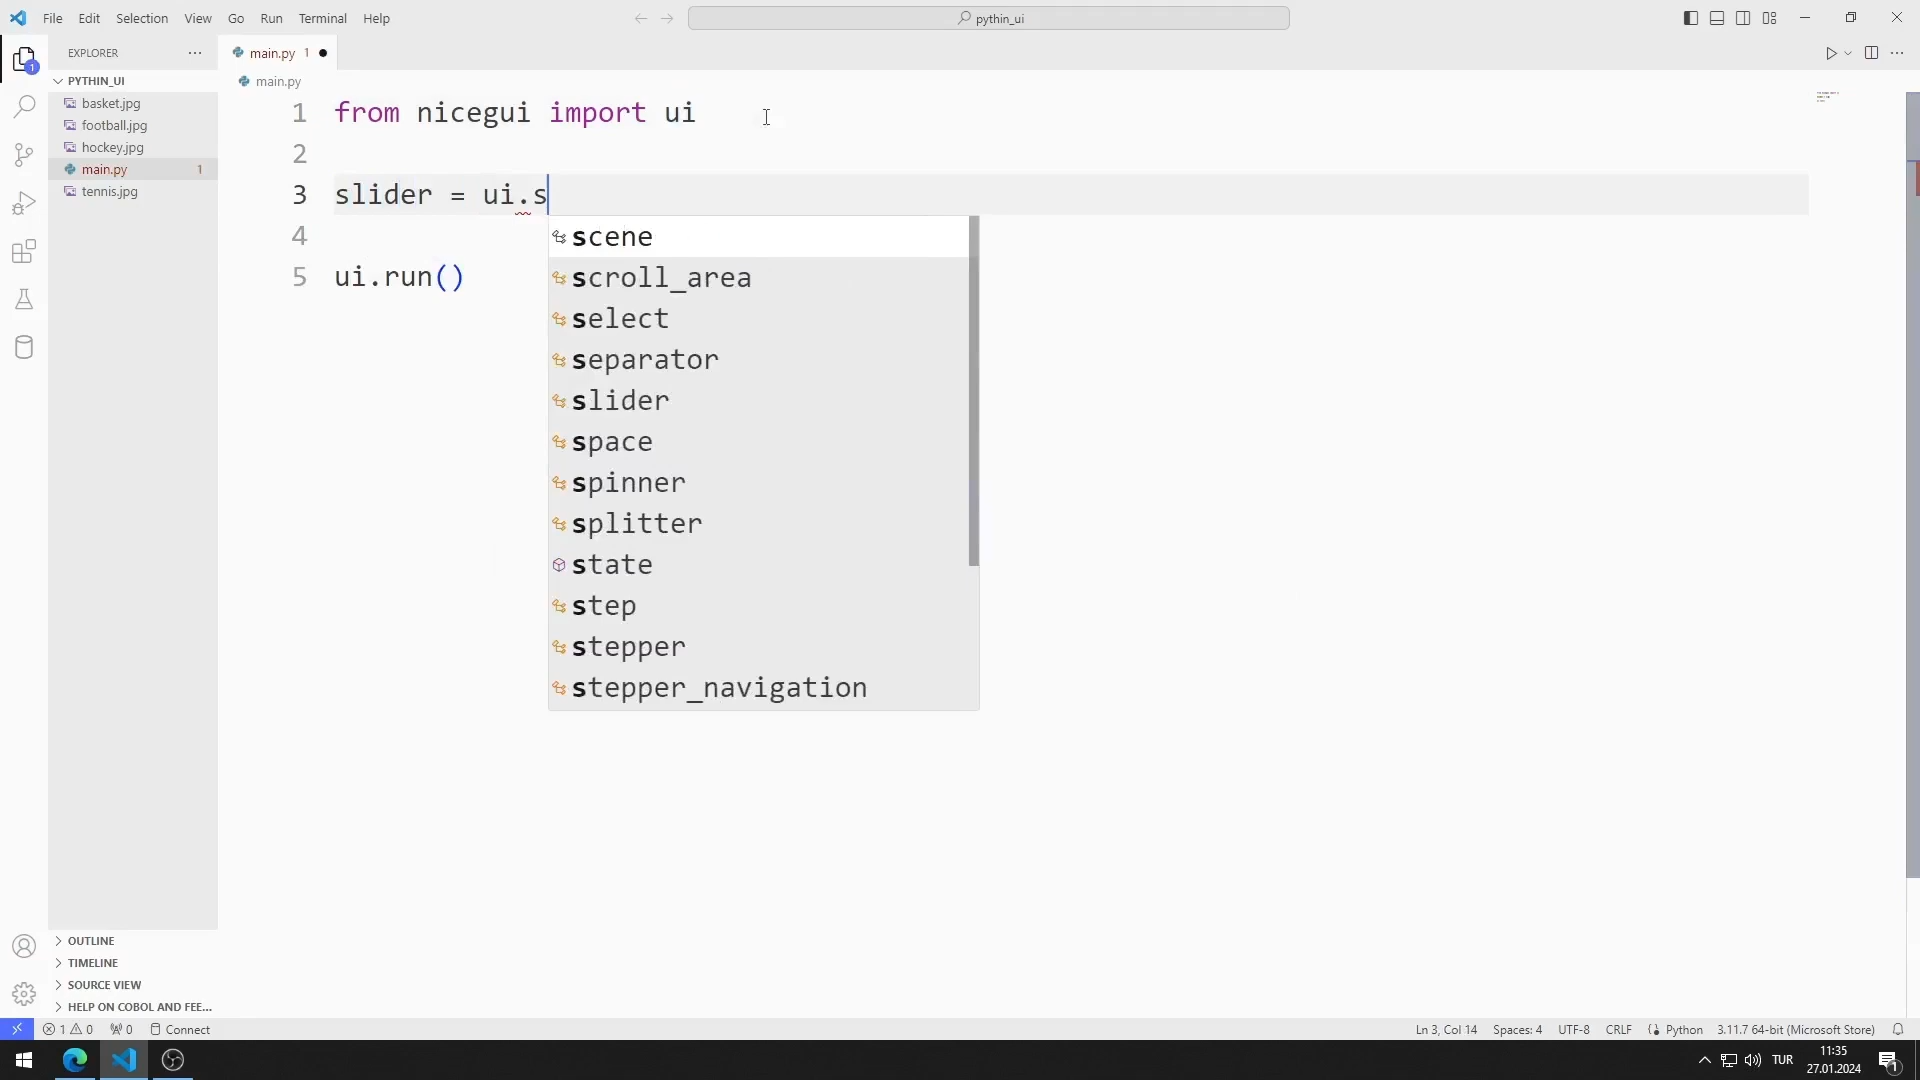 File Edit Selection View Go Run Terminal Help
pythin_ui
EXPLORER
PYTHIN_UI
basket.jpg
football.jpg
hockey.jpg
main.py 1
tennis.jpg
OUTLINE
TIMELINE
SOURCE VIEW
HELP ON COBOL AND FEE...
main.py 1
main.py
1 from nicegui import ui
2
3 slider = ui.s
4
5 ui.run()
scene
scroll_area
select
separator
slider
space
spinner
splitter
state
step
stepper
stepper_navigation
1 0 0 Connect
Ln 3, Col 14 Spaces: 4 UTF-8 CRLF Python 3.11.7 64-bit (Microsoft Store)
TUR
11:35
27.01.2024
1
1